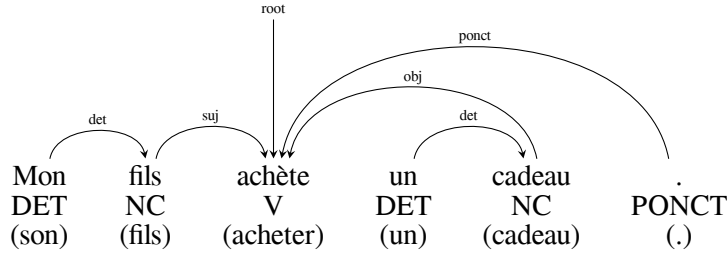 root
ponct
obj
det suj det
Mon fils achète un cadeau .
DET NC V DET NC PONCT
(son) (fils) (acheter) (un) (cadeau) (.)